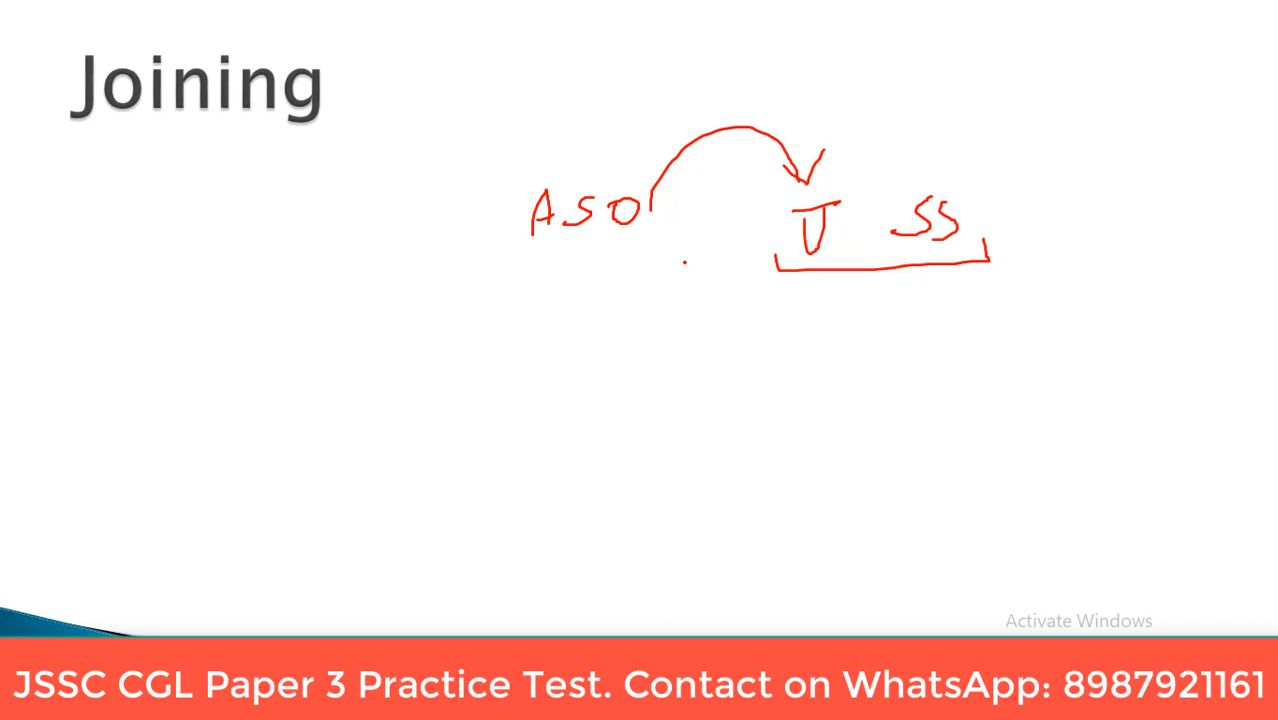 Joining
ASO J SS
Activate Windows
JSSC CGL Paper 3 Practice Test. Contact on WhatsApp: 8987921161